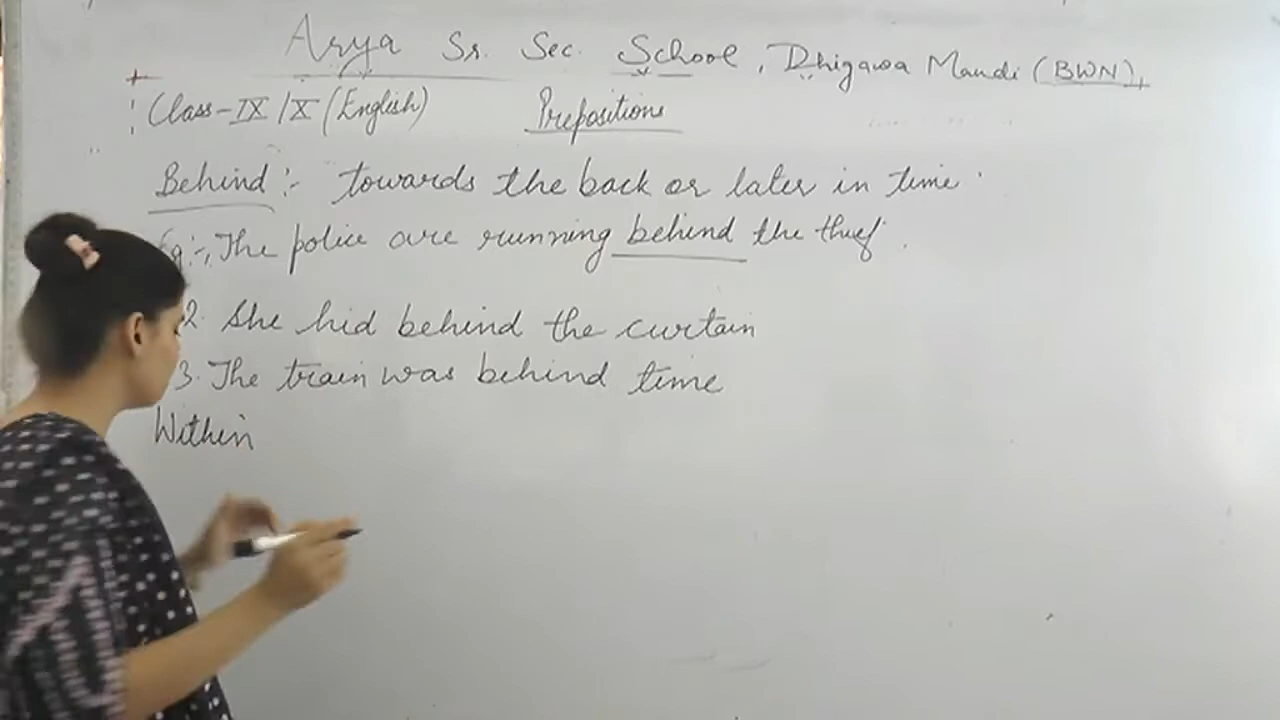 Arya Sr. Sec. School, Dhigawa Mandi (BWN)
Class-IX/X (English) Prepositions
Behind :- towards the back or later in time.
Eg:-, The police are running behind the thief.
2. She hid behind the curtain
3. The train was behind time
Within